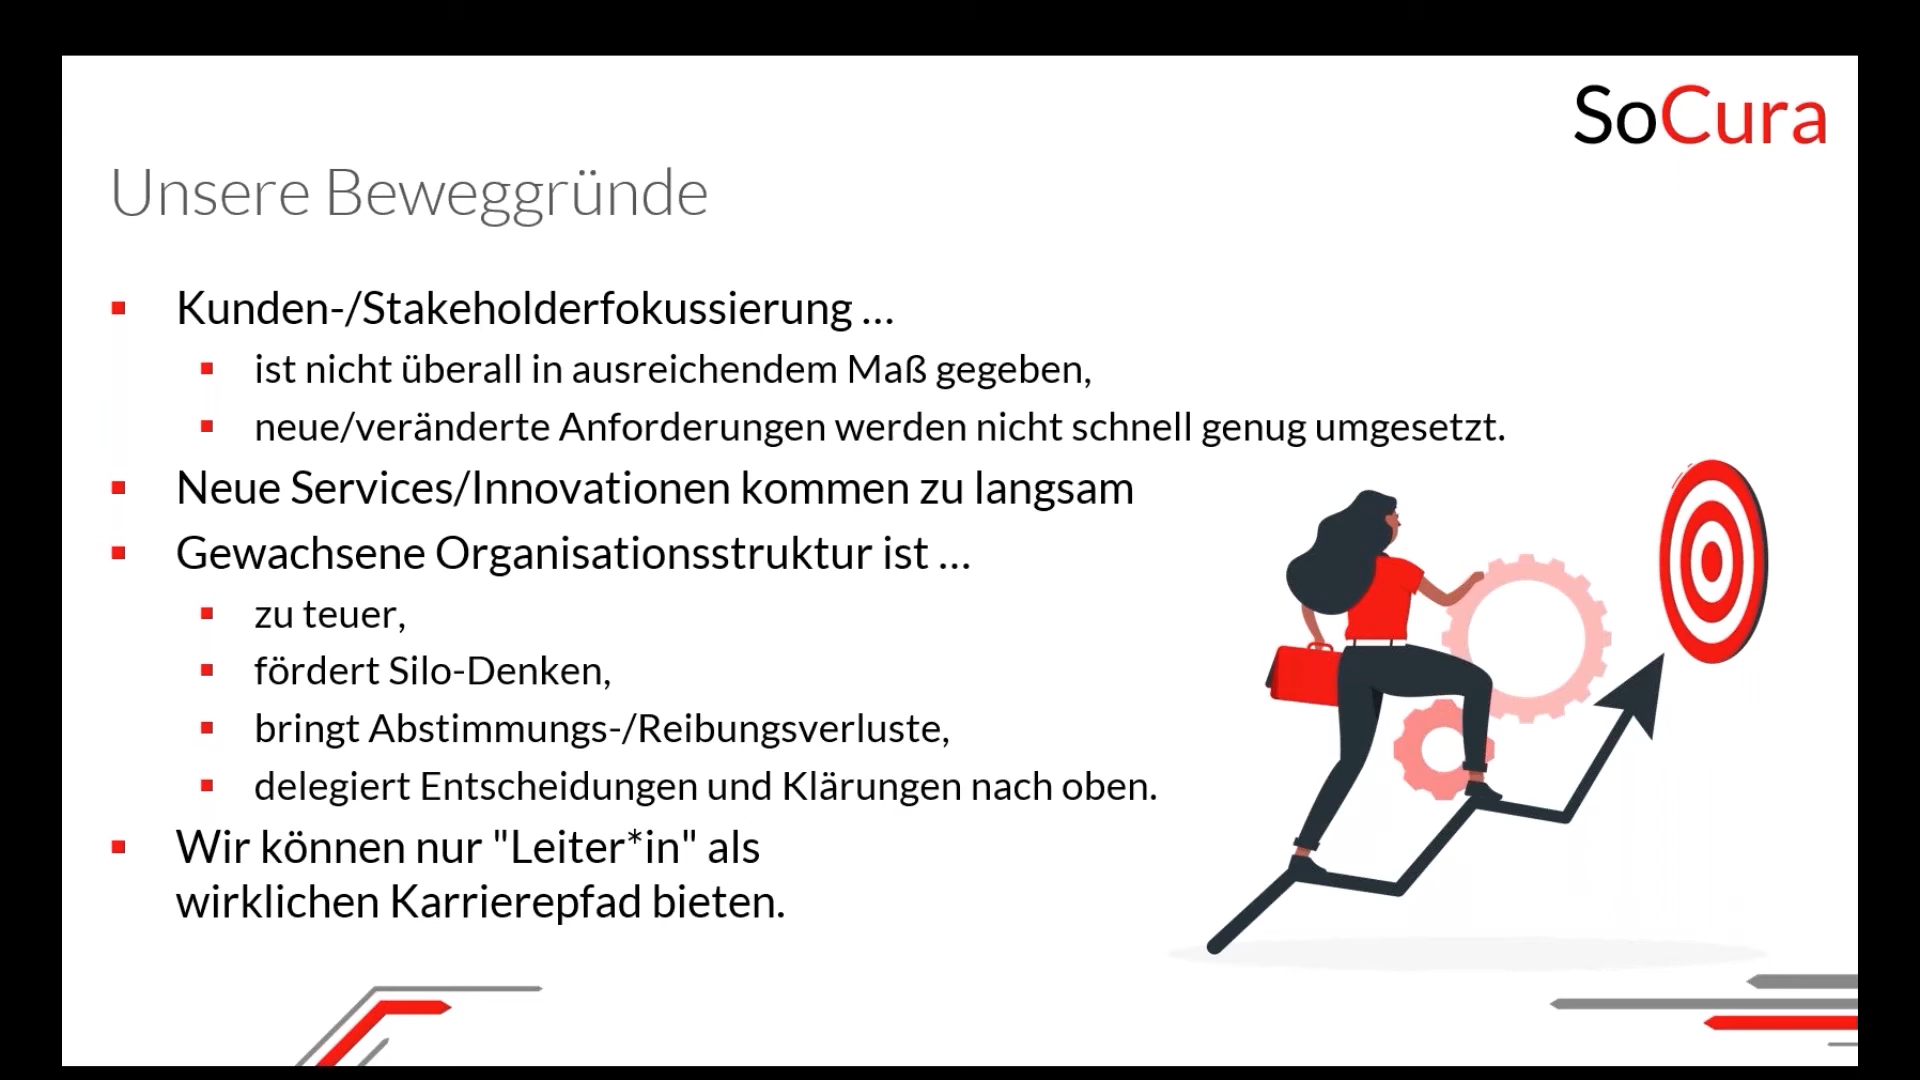 SoCura
Unsere Beweggründe
Kunden-/Stakeholderfokussierung ...
ist nicht überall in ausreichendem Maß gegeben,
neue/veränderte Anforderungen werden nicht schnell genug umgesetzt.
Neue Services/Innovationen kommen zu langsam
Gewachsene Organisationsstruktur ist ...
zu teuer,
fördert Silo-Denken,
bringt Abstimmungs-/Reibungsverluste,
delegiert Entscheidungen und Klärungen nach oben.
Wir können nur "Leiter*in" als
wirklichen Karrierepfad bieten.